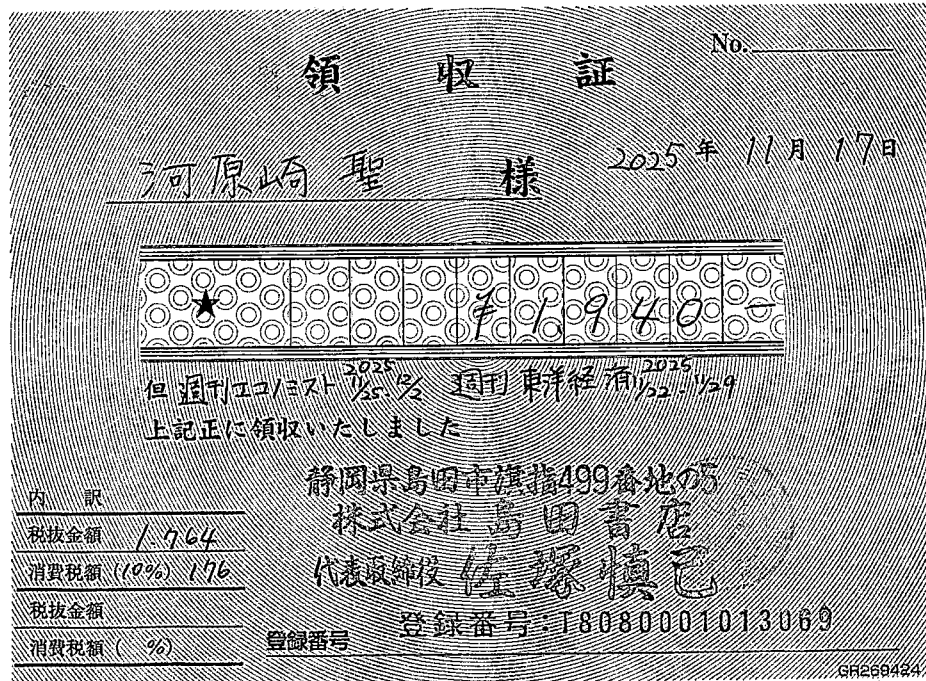 No.
領収証
2025年 11月 17日
河原崎 聖 様
★ ¥1,940-
但 週刊エコノミスト 2025 11/25. 12/2 週刊 東洋経済 2025 11/22. 11/29
上記正に領収いたしました
静岡県島田市旗指499番地の5
株式会社 島田書店
代表取締役 佐塚慎己
登録番号:T8080001013069
内 訳
税抜金額 1,764
消費税額 (10%) 176
税抜金額
消費税額 ( %)
登録番号
GR269424